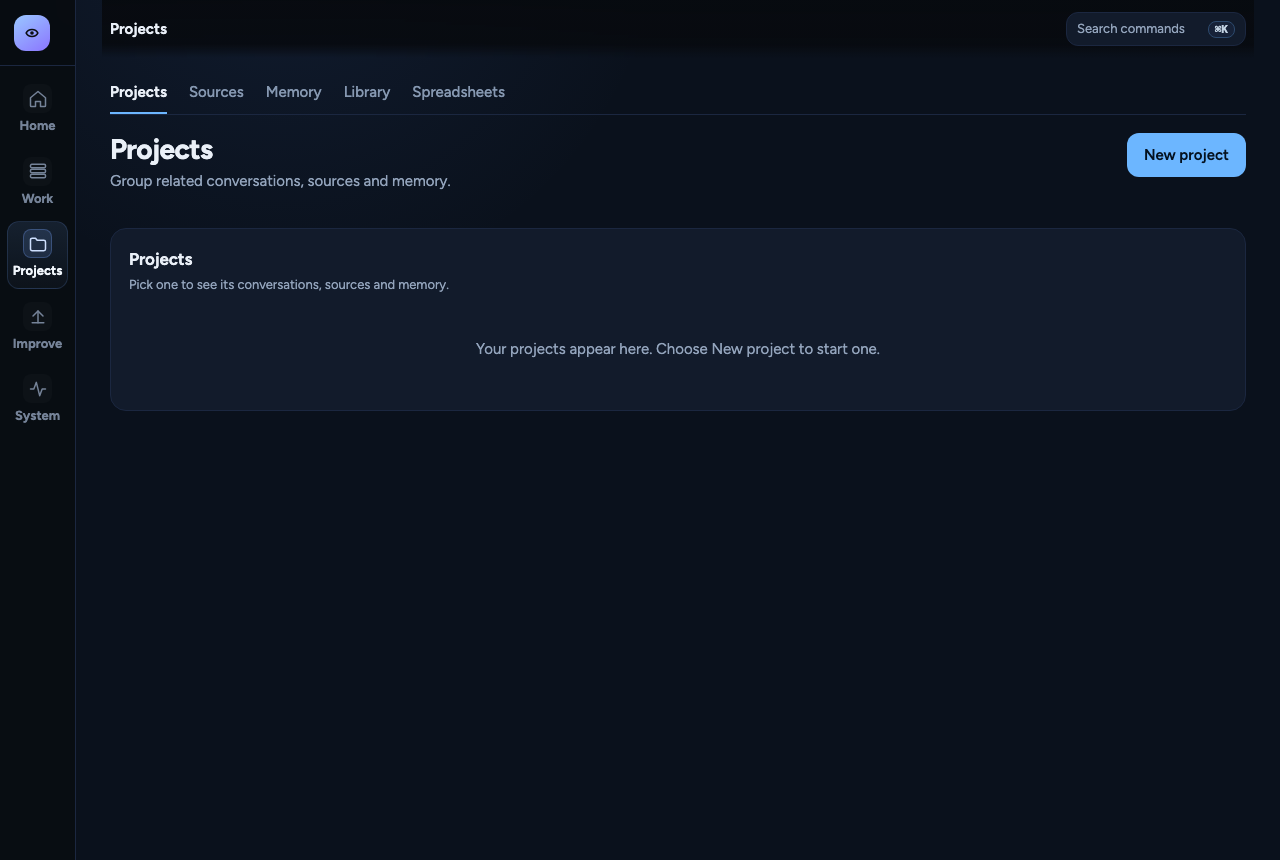 Projects
Search commands ⌘K
Home
Work
Projects
Improve
System
Projects Sources Memory Library Spreadsheets
Projects
Group related conversations, sources and memory.
New project
Projects
Pick one to see its conversations, sources and memory.
Your projects appear here. Choose New project to start one.